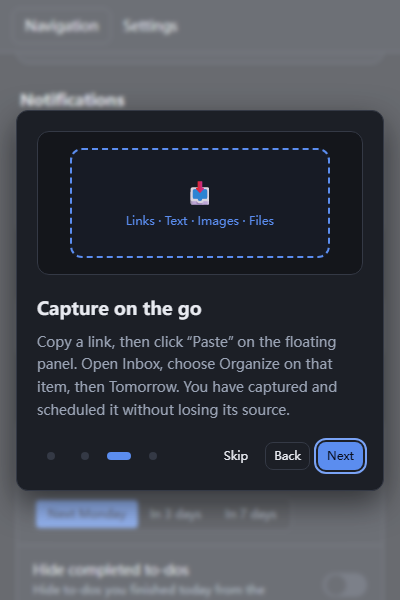 Navigation Settings
Notifications
Links · Text · Images · Files
Capture on the go
Copy a link, then click “Paste” on the floating
panel. Open Inbox, choose Organize on that
item, then Tomorrow. You have captured and
scheduled it without losing its source.
Skip Back Next
Next Monday In 3 days In 7 days
Hide completed to-dos
Hide to-dos you finished today from the